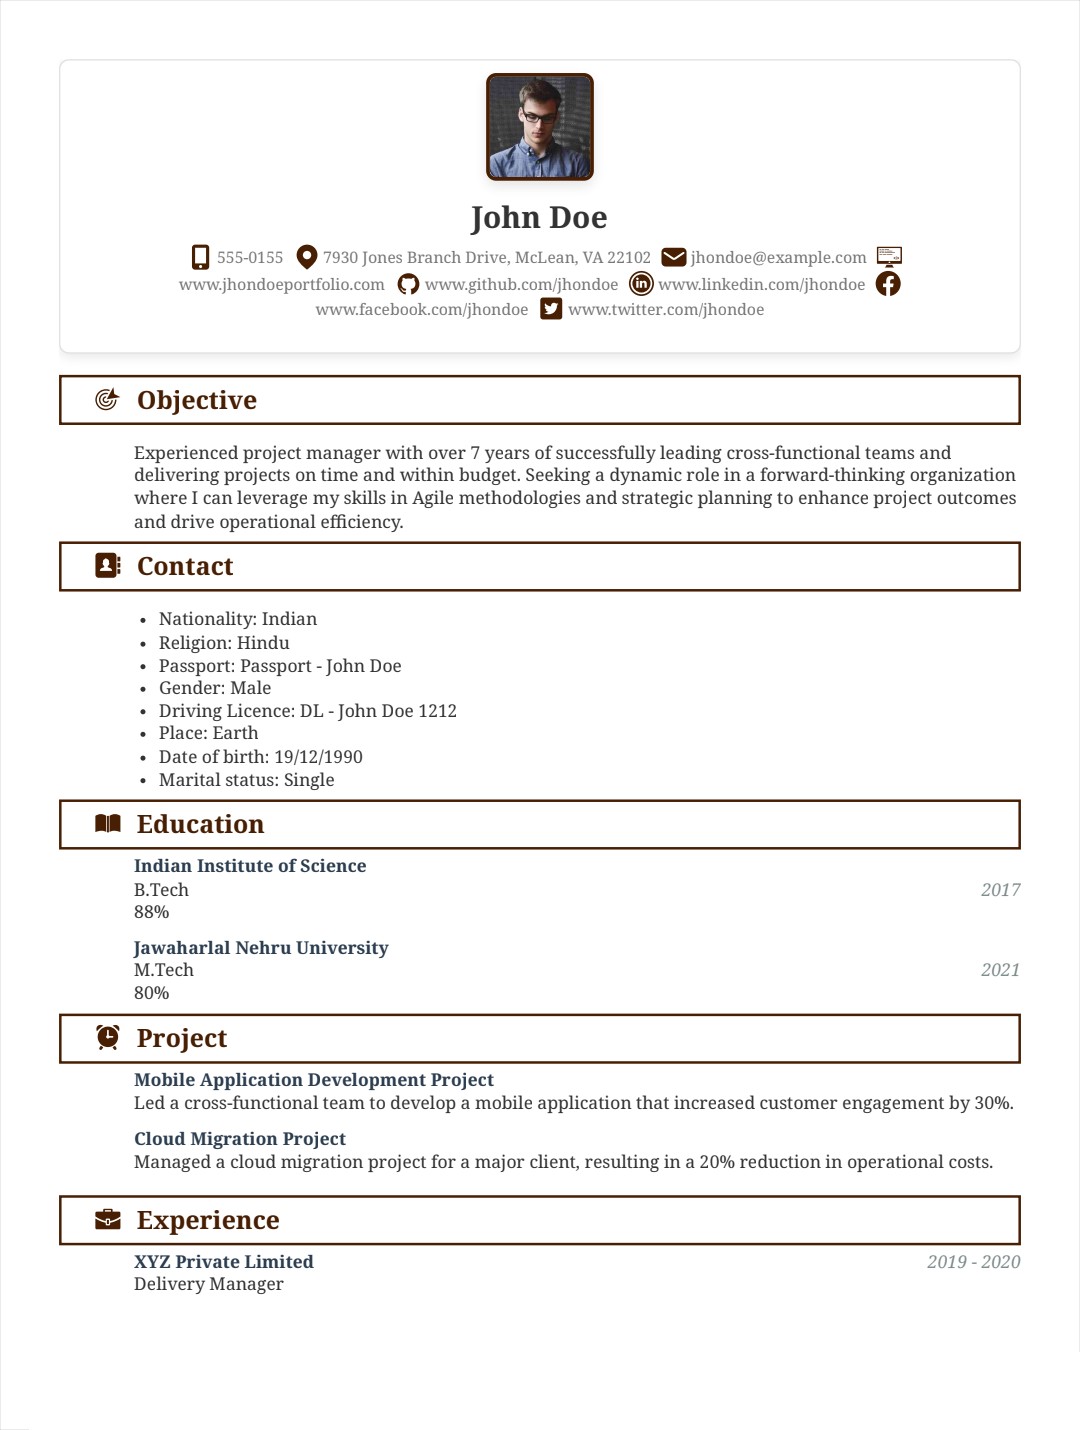 John Doe
555-0155 7930 Jones Branch Drive, McLean, VA 22102 jhondoe@example.com
www.jhondoeportfolio.com www.github.com/jhondoe www.linkedin.com/jhondoe
www.facebook.com/jhondoe www.twitter.com/jhondoe
Objective
Experienced project manager with over 7 years of successfully leading cross-functional teams and
delivering projects on time and within budget. Seeking a dynamic role in a forward-thinking organization
where I can leverage my skills in Agile methodologies and strategic planning to enhance project outcomes
and drive operational efficiency.
Contact
• Nationality: Indian
• Religion: Hindu
• Passport: Passport - John Doe
• Gender: Male
• Driving Licence: DL - John Doe 1212
• Place: Earth
• Date of birth: 19/12/1990
• Marital status: Single
Education
Indian Institute of Science
B.Tech 2017
88%
Jawaharlal Nehru University
M.Tech 2021
80%
Project
Mobile Application Development Project
Led a cross-functional team to develop a mobile application that increased customer engagement by 30%.
Cloud Migration Project
Managed a cloud migration project for a major client, resulting in a 20% reduction in operational costs.
Experience
XYZ Private Limited 2019 - 2020
Delivery Manager